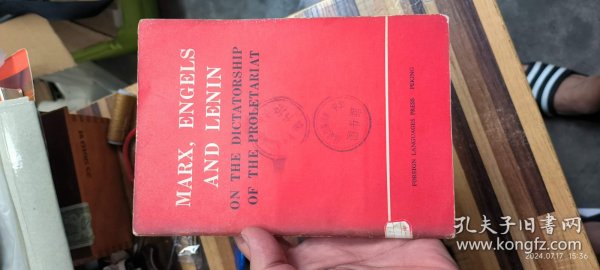 MARX, ENGELS
AND LENIN
ON THE DICTATORSHIP
OF THE PROLETARIAT
FOREIGN LANGUAGES PRESS PEKING
孔夫子旧书网
www.kongfz.com
2024.07.17 15:36